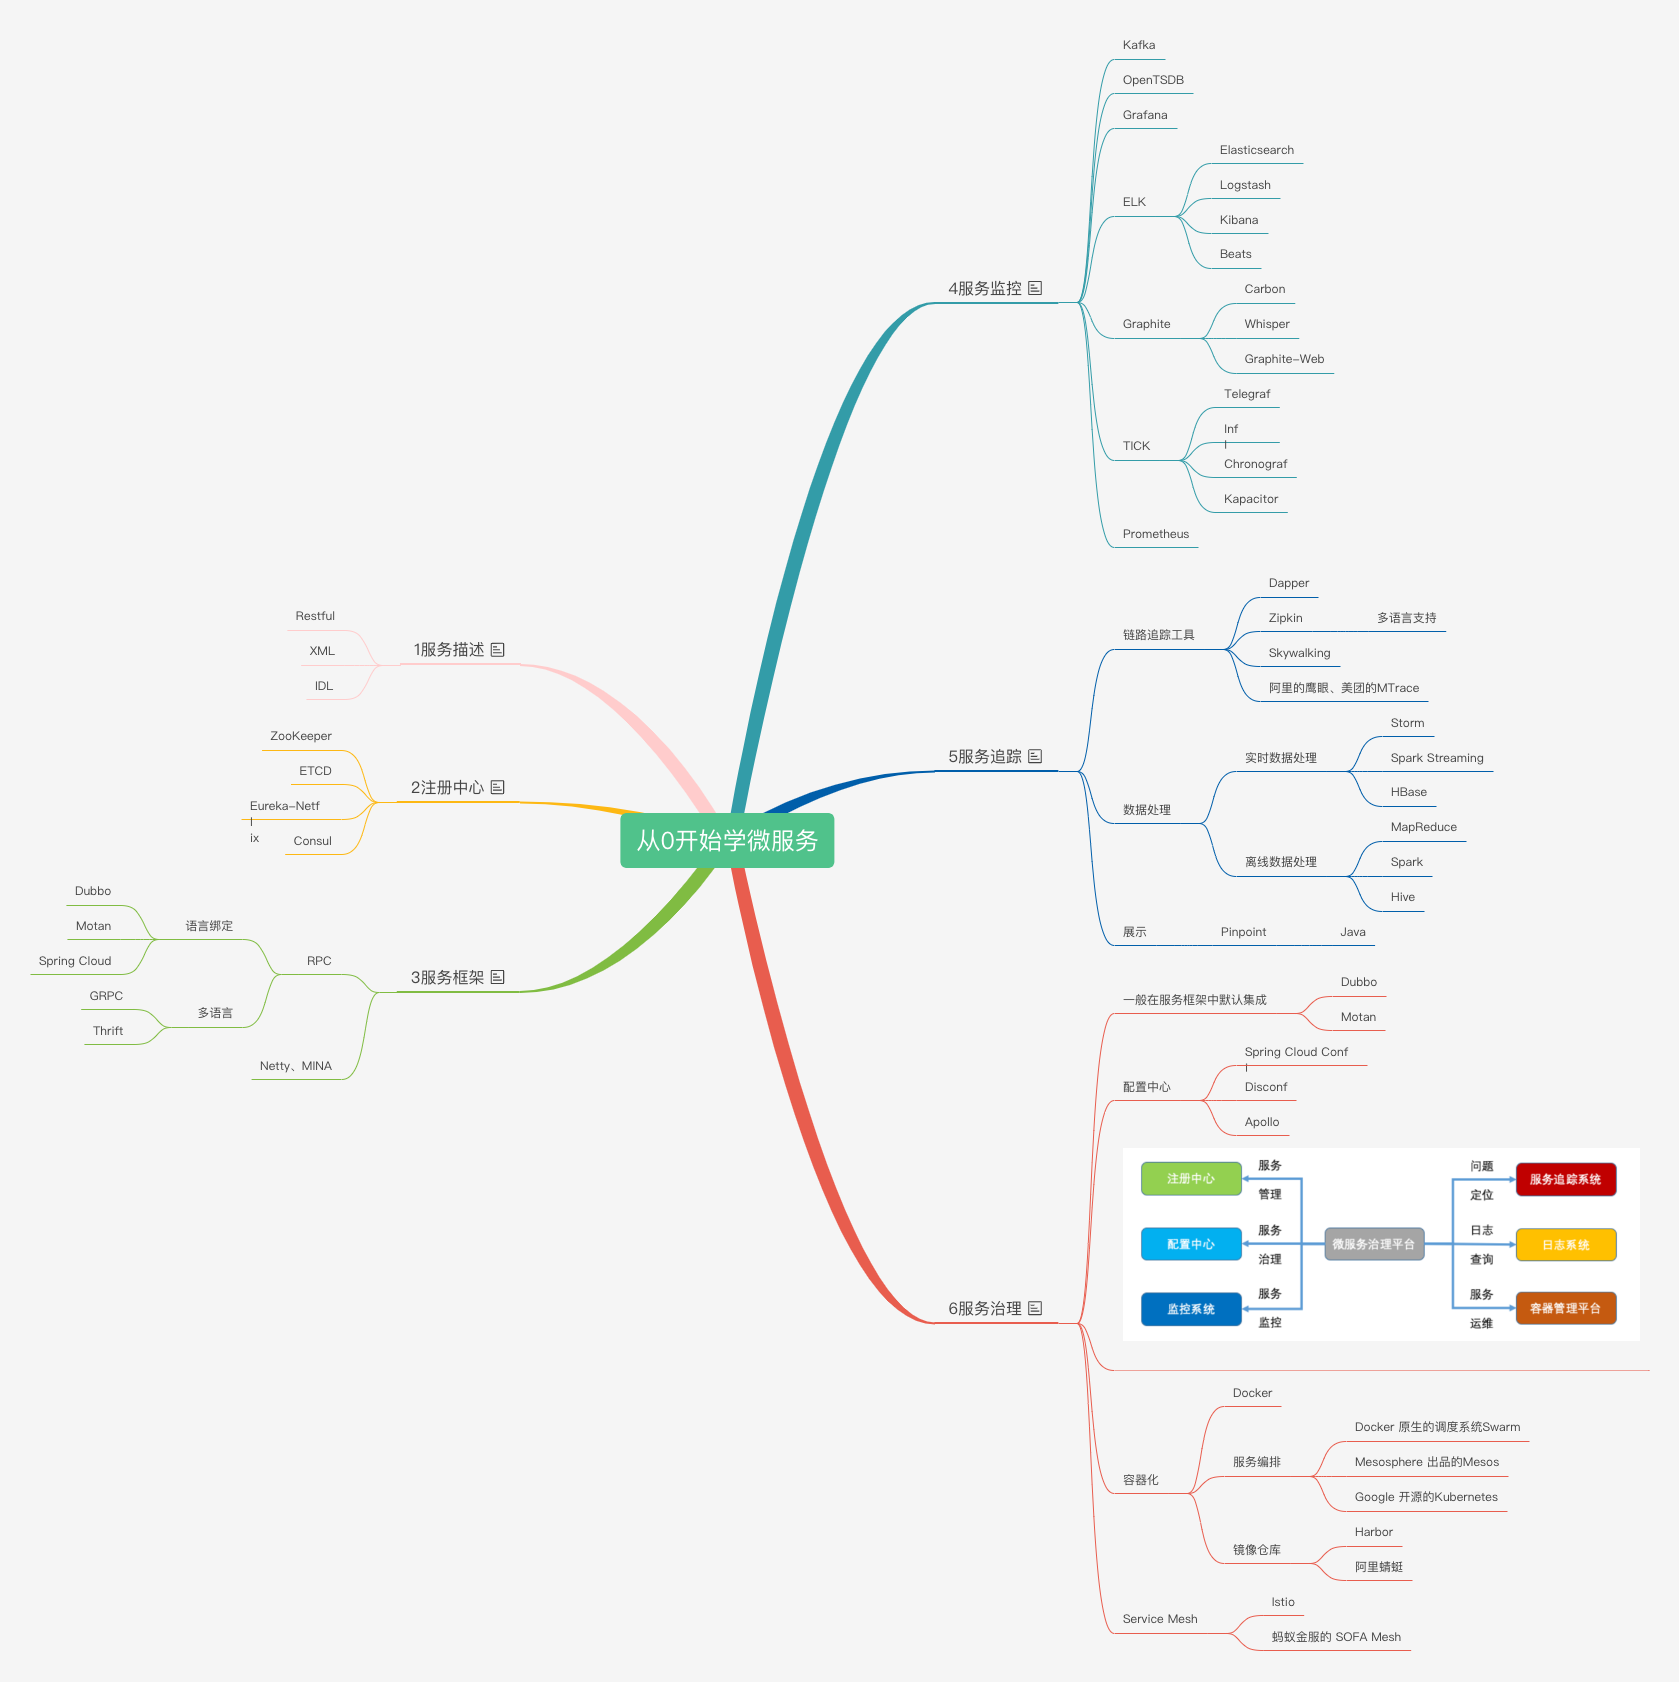 从0开始学微服务
1服务描述
Restful
XML
IDL
2注册中心
ZooKeeper
ETCD
Eureka-Netf
l
ix
Consul
3服务框架
RPC
语言绑定
Dubbo
Motan
Spring Cloud
多语言
GRPC
Thrift
Netty、MINA
4服务监控
Kafka
OpenTSDB
Grafana
ELK
Elasticsearch
Logstash
Kibana
Beats
Graphite
Carbon
Whisper
Graphite-Web
TICK
Telegraf
Inf
l
Chronograf
Kapacitor
Prometheus
5服务追踪
链路追踪工具
Dapper
Zipkin
多语言支持
Skywalking
阿里的鹰眼、美团的MTrace
数据处理
实时数据处理
Storm
Spark Streaming
HBase
离线数据处理
MapReduce
Spark
Hive
展示
Pinpoint
Java
6服务治理
一般在服务框架中默认集成
Dubbo
Motan
配置中心
Spring Cloud Conf
I
Disconf
Apollo
注册中心
服务
管理
配置中心
服务
治理
监控系统
服务
监控
微服务治理平台
问题
定位
服务追踪系统
日志
查询
日志系统
服务
运维
容器管理平台
容器化
Docker
服务编排
Docker 原生的调度系统Swarm
Mesosphere 出品的Mesos
Google 开源的Kubernetes
镜像仓库
Harbor
阿里蜻蜓
Service Mesh
Istio
蚂蚁金服的 SOFA Mesh